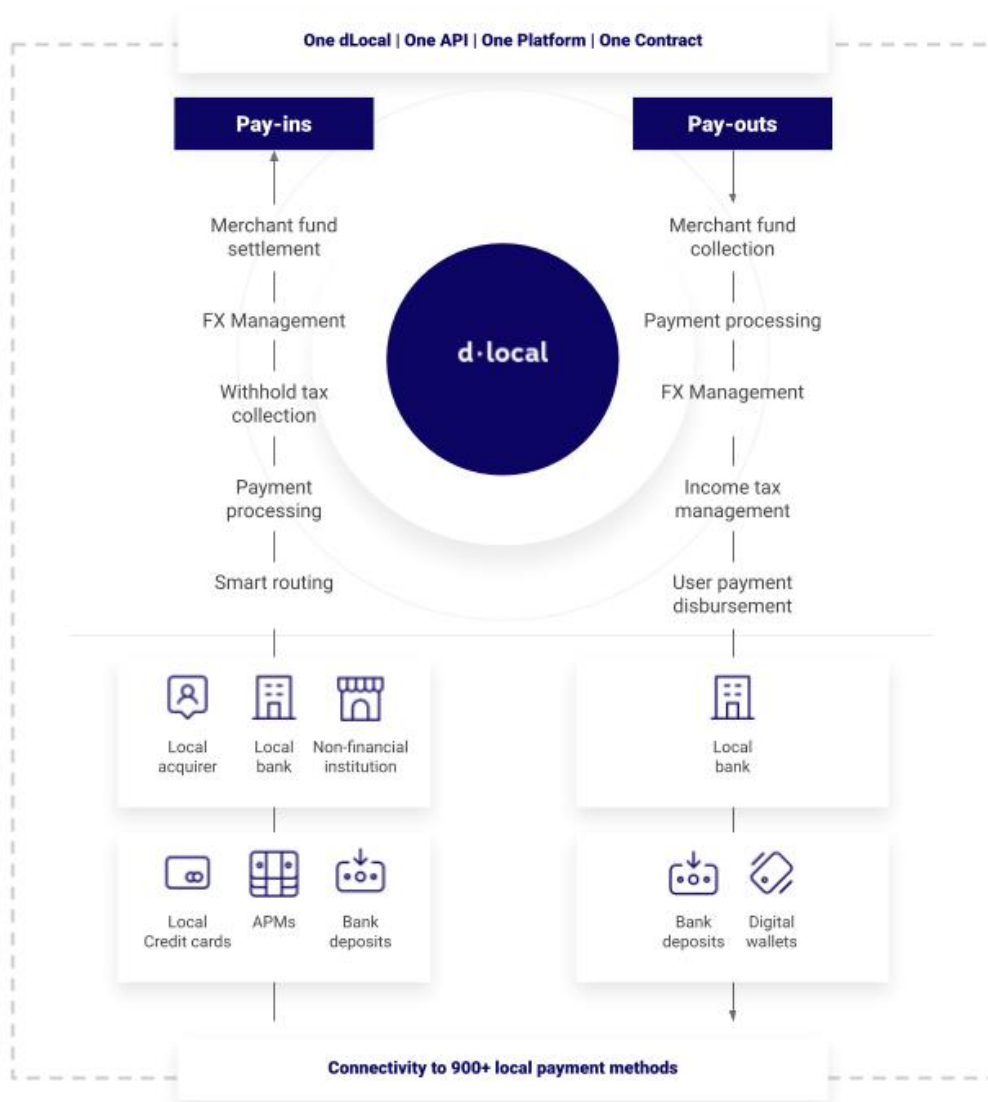 One dLocal | One API | One Platform | One Contract
Pay-ins
Merchant fund
settlement
FX Management
Withhold tax
collection
Payment
processing
Smart routing
Local
acquirer
Local
bank
Non-financial
institution
Local
Credit cards
APMs
Bank
deposits
d·local
Pay-outs
Merchant fund
collection
Payment processing
FX Management
Income tax
management
User payment
disbursement
Local
bank
Bank
deposits
Digital
wallets
Connectivity to 900+ local payment methods